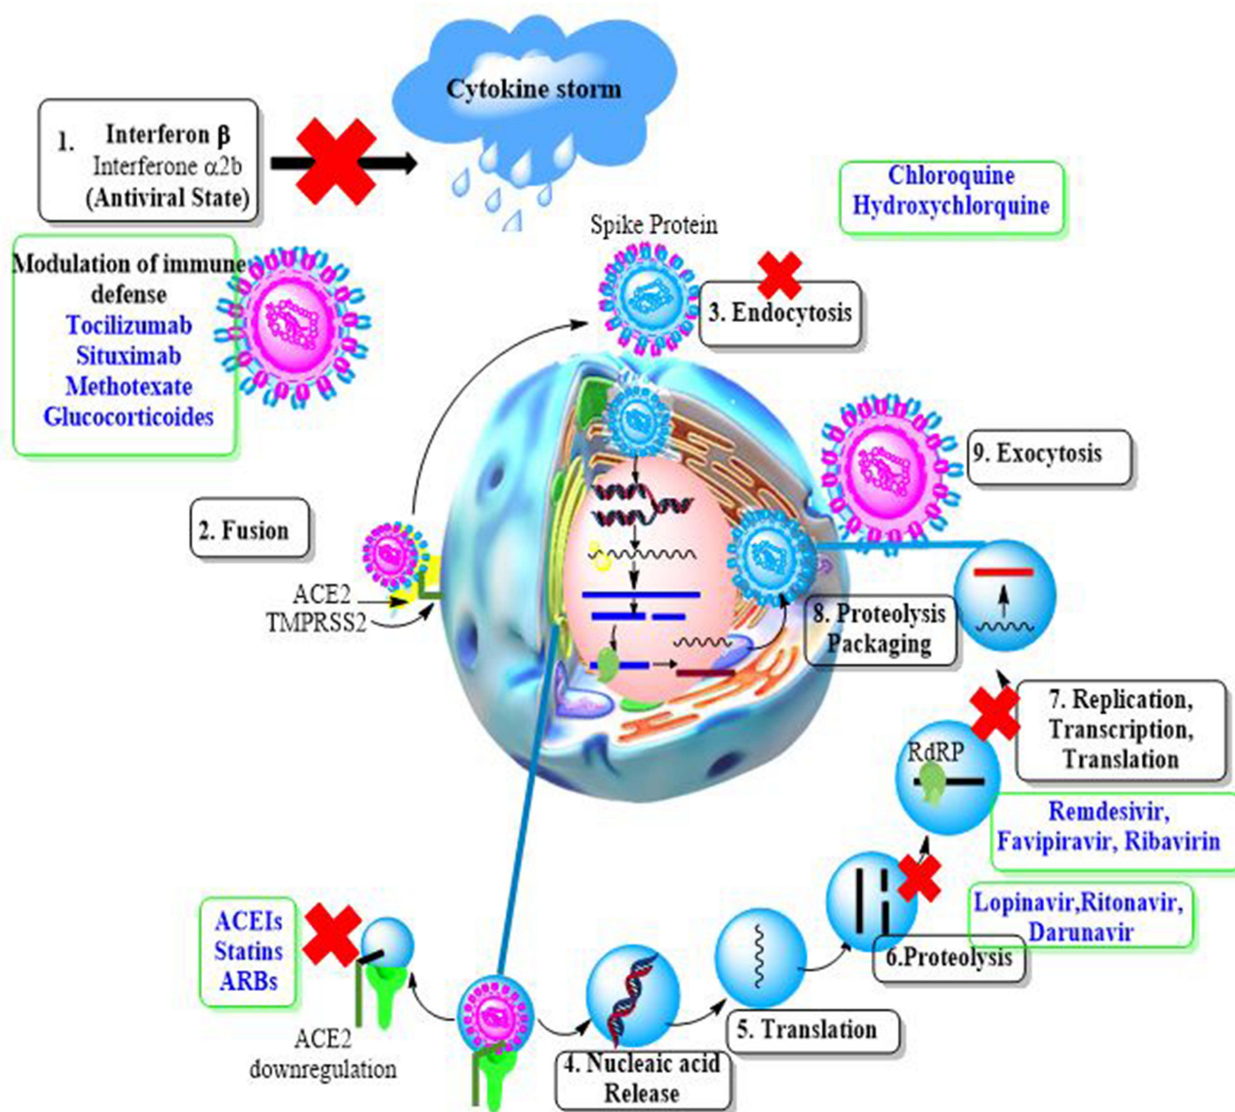 Cytokine storm
1. Interferon β
Interferone α2b
(Antiviral State)
Chloroquine
Hydroxychlorquine
Spike Protein
Modulation of immune
defense
Tocilizumab
Situximab
Methotexate
Glucocorticoides
3. Endocytosis
9. Exocytosis
2. Fusion
ACE2
TMPRSS2
8. Proteolysis
Packaging
7. Replication,
Transcription,
Translation
RdRP
Remdesivir,
Favipiravir, Ribavirin
Lopinavir,Ritonavir,
Darunavir
6.Proteolysis
ACEIs
Statins
ARBs
5. Translation
ACE2
downregulation
4. Nucleaic acid
Release